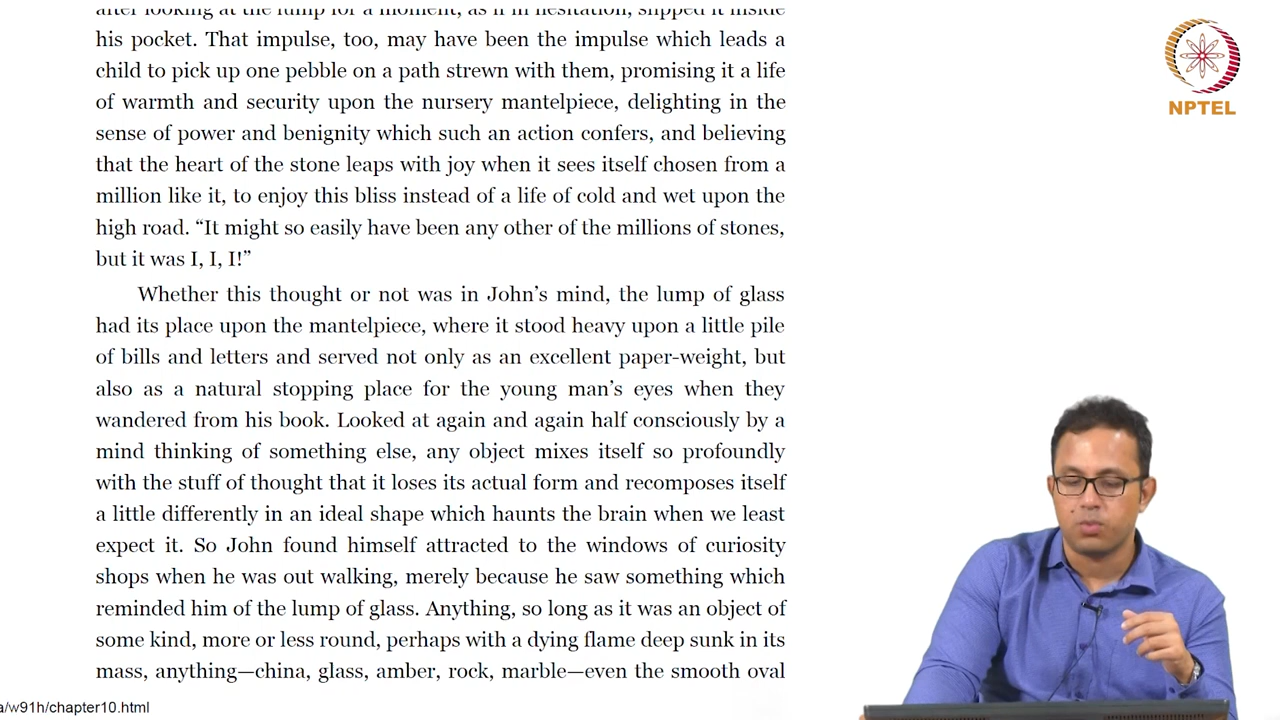 after looking at the lump for a moment, as if in hesitation, slipped it inside
his pocket. That impulse, too, may have been the impulse which leads a
child to pick up one pebble on a path strewn with them, promising it a life
of warmth and security upon the nursery mantelpiece, delighting in the
sense of power and benignity which such an action confers, and believing
that the heart of the stone leaps with joy when it sees itself chosen from a
million like it, to enjoy this bliss instead of a life of cold and wet upon the
high road. “It might so easily have been any other of the millions of stones,
but it was I, I, I!”
Whether this thought or not was in John’s mind, the lump of glass
had its place upon the mantelpiece, where it stood heavy upon a little pile
of bills and letters and served not only as an excellent paper-weight, but
also as a natural stopping place for the young man’s eyes when they
wandered from his book. Looked at again and again half consciously by a
mind thinking of something else, any object mixes itself so profoundly
with the stuff of thought that it loses its actual form and recomposes itself
a little differently in an ideal shape which haunts the brain when we least
expect it. So John found himself attracted to the windows of curiosity
shops when he was out walking, merely because he saw something which
reminded him of the lump of glass. Anything, so long as it was an object of
some kind, more or less round, perhaps with a dying flame deep sunk in its
mass, anything—china, glass, amber, rock, marble—even the smooth oval
a/w91h/chapter10.html
NPTEL